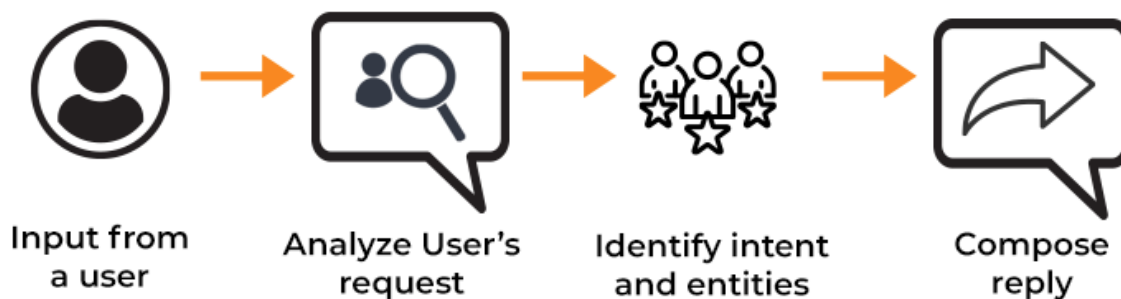 Input from
a user
Analyze User's
request
Identify intent
and entities
Compose
reply